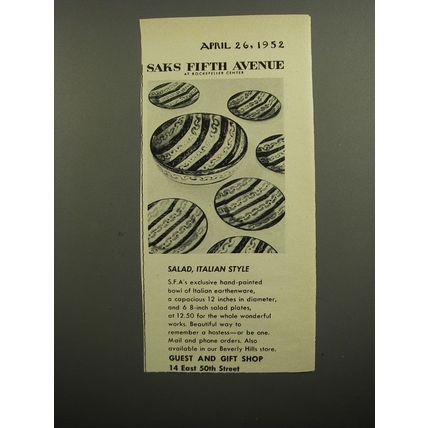 APRIL 26, 1952
SAKS FIFTH AVENUE
AT ROCKEFELLER CENTER
SALAD, ITALIAN STYLE
S.F.A's exclusive hand-painted
bowl of Italian earthenware,
a capacious 12 inches in diameter,
and 6 8-inch salad plates,
at 12.50 for the whole wonderful
works. Beautiful way to
remember a hostess—or be one.
Mail and phone orders. Also
available in our Beverly Hills store.
GUEST AND GIFT SHOP
14 East 50th Street